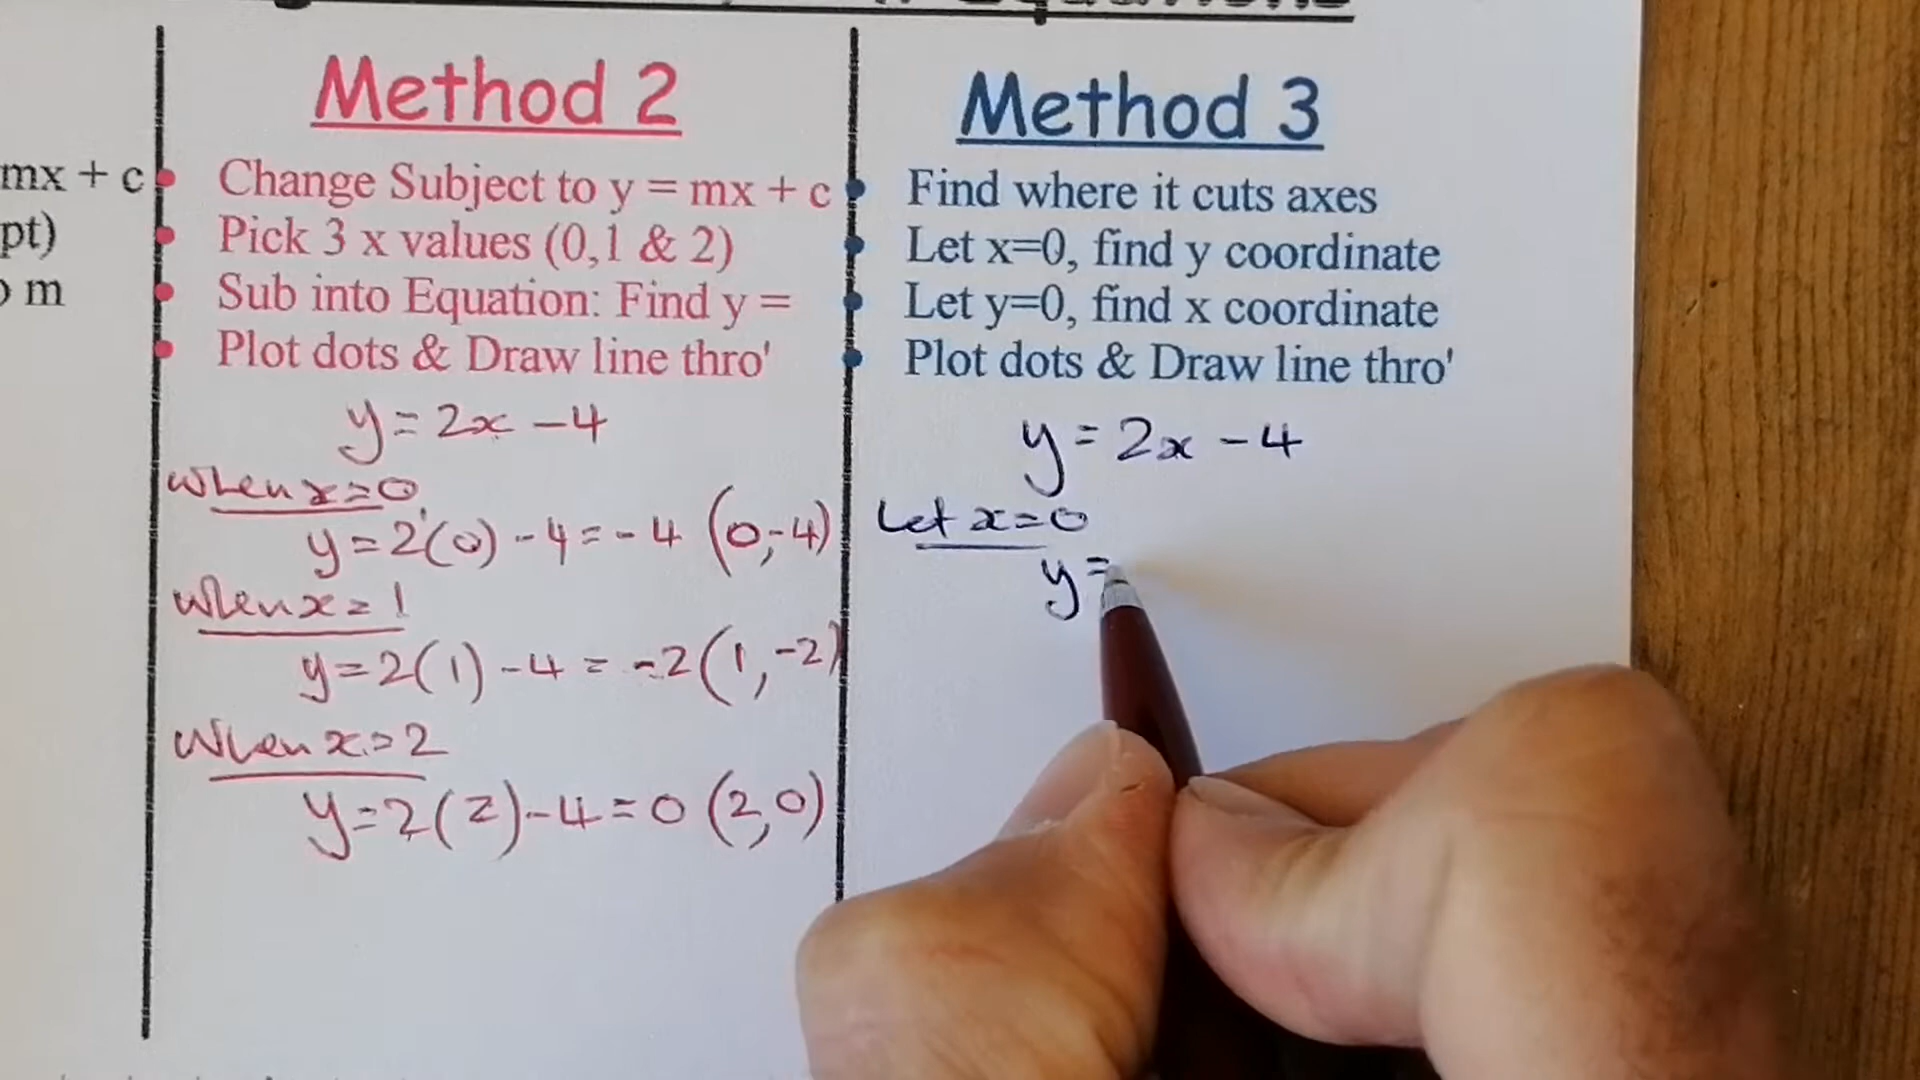 mx + c
pt)
m
Method 2
Change Subject to y = mx + c
Pick 3 x values (0,1 & 2)
Sub into Equation: Find y =
Plot dots & Draw line thro'
y = 2x - 4
when x = 0
y = 2(0) - 4 = - 4 (0,-4)
when x = 1
y = 2(1) - 4 = -2 (1, -2)
when x = 2
y = 2(2) - 4 = 0 (2,0)
Method 3
Find where it cuts axes
Let x=0, find y coordinate
Let y=0, find x coordinate
Plot dots & Draw line thro'
y = 2x - 4
Let x = 0
y =